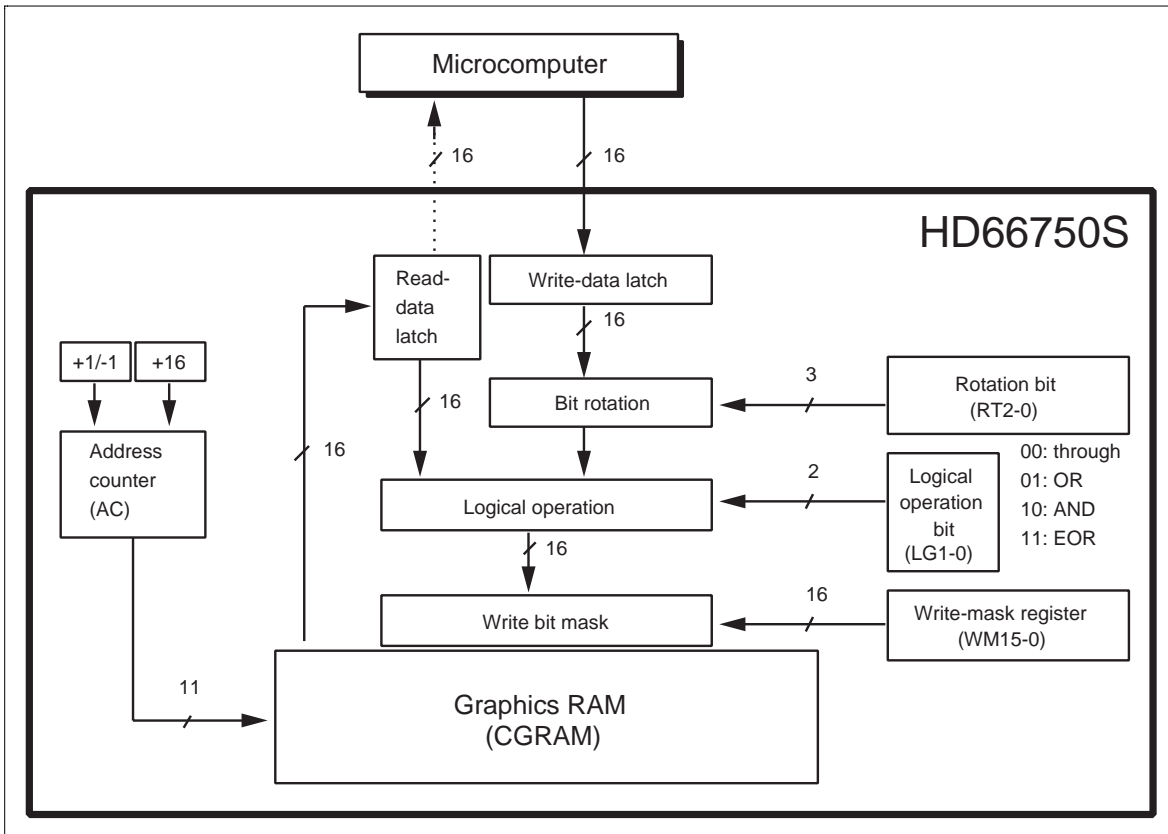 Microcomputer
16
16
HD66750S
Read-
data
latch
Write-data latch
16
+1/-1
+16
3
Rotation bit
(RT2-0)
Bit rotation
16
16
Address
counter
(AC)
2
Logical
operation
bit
(LG1-0)
00: through
01: OR
10: AND
11: EOR
Logical operation
16
16
Write-mask register
(WM15-0)
Write bit mask
11
Graphics RAM
(CGRAM)